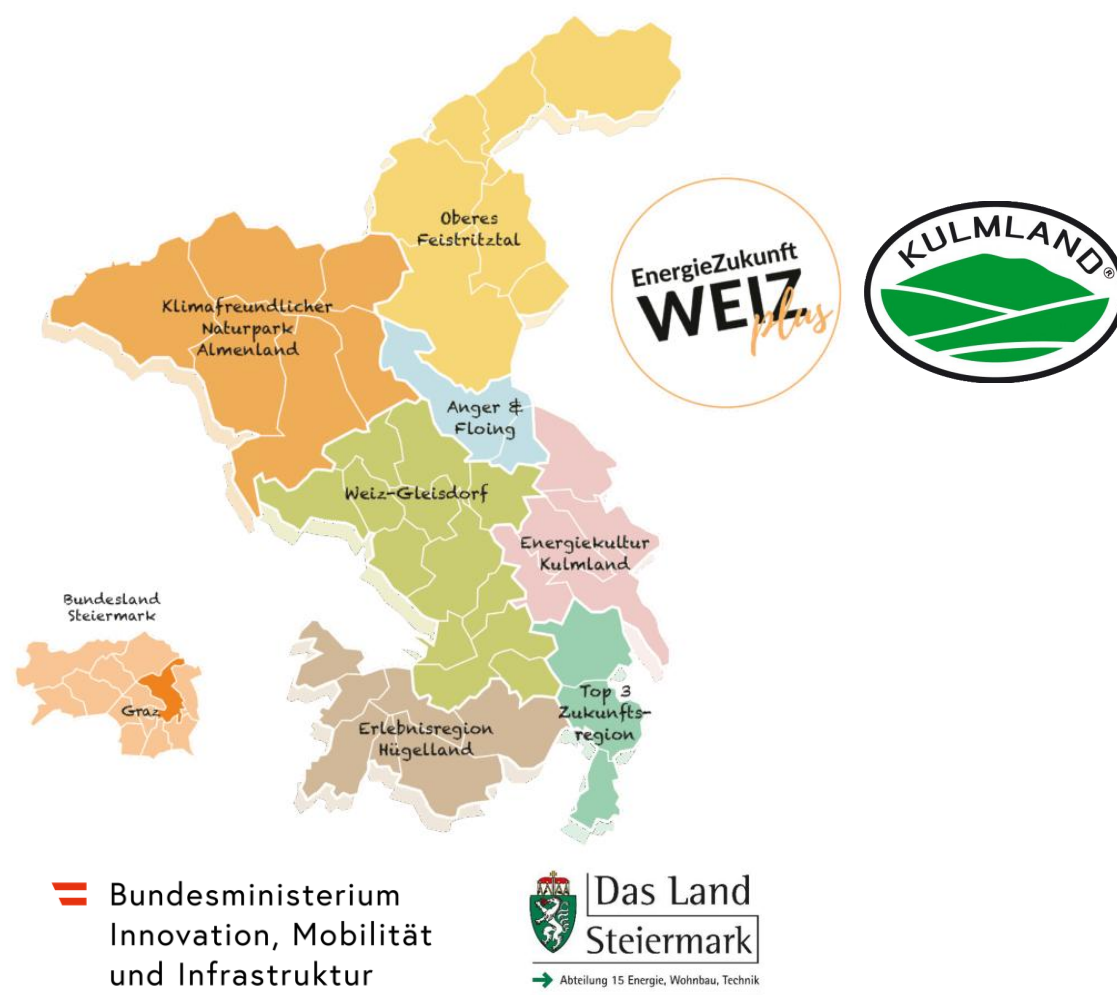 Oberes
Feistritztal
Klimafreundlicher
Naturpark
Almenland
EnergieZukunft
WEIZ
plus
KULMLAND®
Anger &
Floing
Weiz-Gleisdorf
Energiekultur
Kulmland
Bundesland
Steiermark
Graz
Top 3
Zukunfts-
region
Erlebnisregion
Hügelland
Bundesministerium
Innovation, Mobilität
und Infrastruktur
Das Land
Steiermark
Abteilung 15 Energie, Wohnbau, Technik